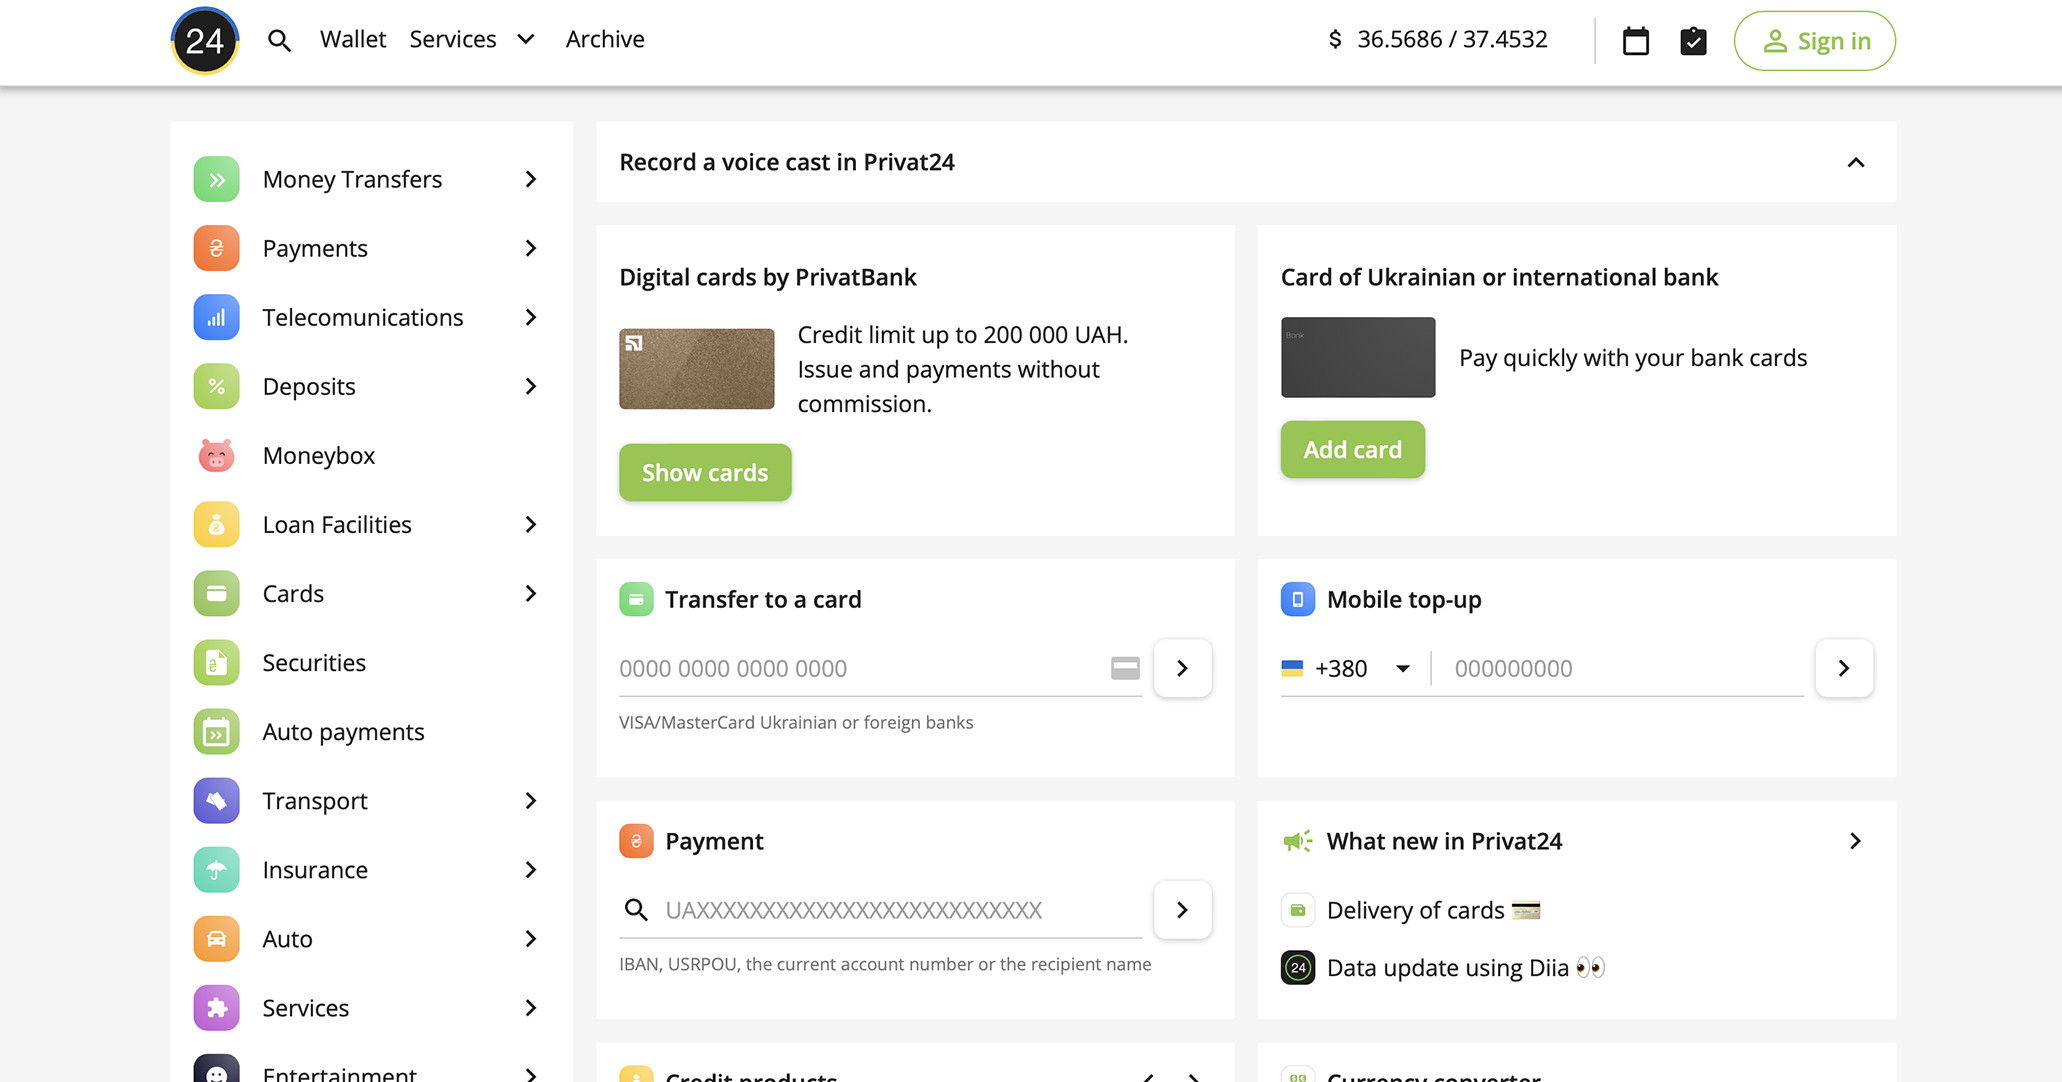 24
Wallet
Services
Archive
$ 36.5686 / 37.4532
Sign in
Money Transfers
Payments
Telecomunications
Deposits
Moneybox
Loan Facilities
Cards
Securities
Auto payments
Transport
Insurance
Auto
Services
Entertainment
Record a voice cast in Privat24
Digital cards by PrivatBank
Credit limit up to 200 000 UAH.
Issue and payments without
commission.
Show cards
Card of Ukrainian or international bank
Bank
Pay quickly with your bank cards
Add card
Transfer to a card
0000 0000 0000 0000
VISA/MasterCard Ukrainian or foreign banks
Mobile top-up
+380
000000000
Payment
UAXXXXXXXXXXXXXXXXXXXXXXXXXXX
IBAN, USRPOU, the current account number or the recipient name
What new in Privat24
Delivery of cards 💳
24
Data update using Diia 👀
Credit products
Currency converter